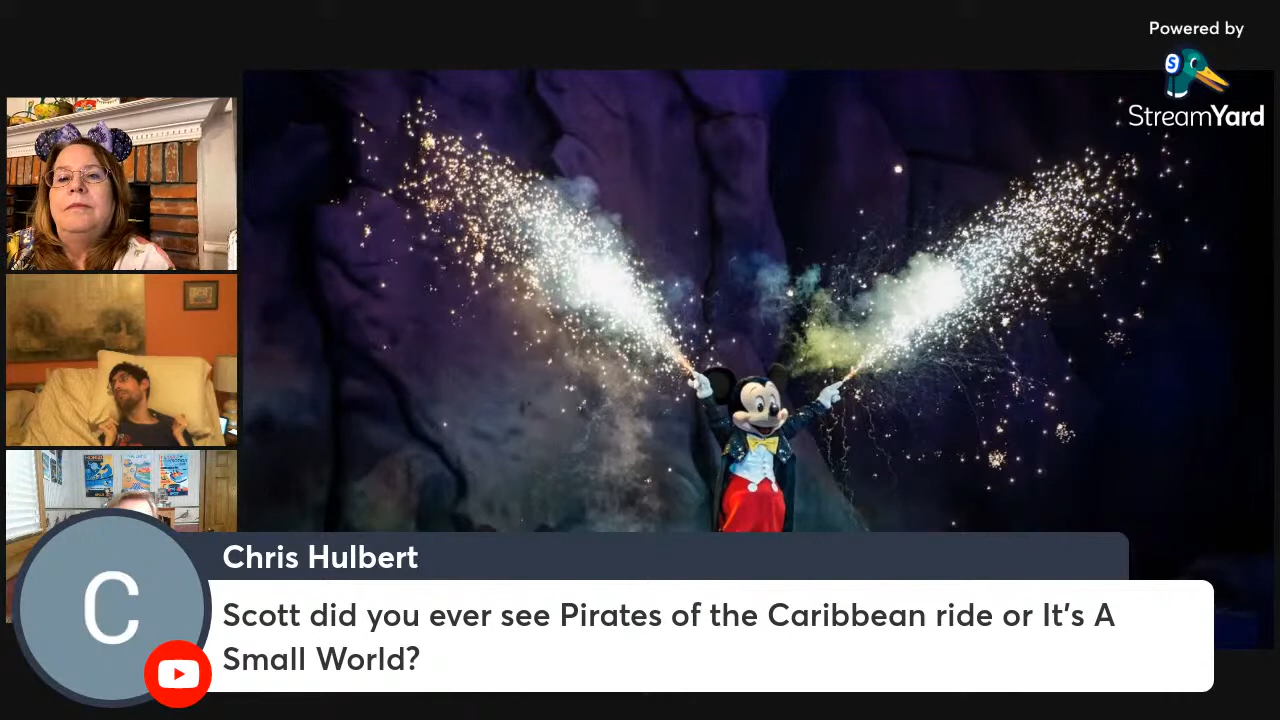 Powered by
S
StreamYard
Chris Hulbert
C
Scott did you ever see Pirates of the Caribbean ride or It's A
Small World?